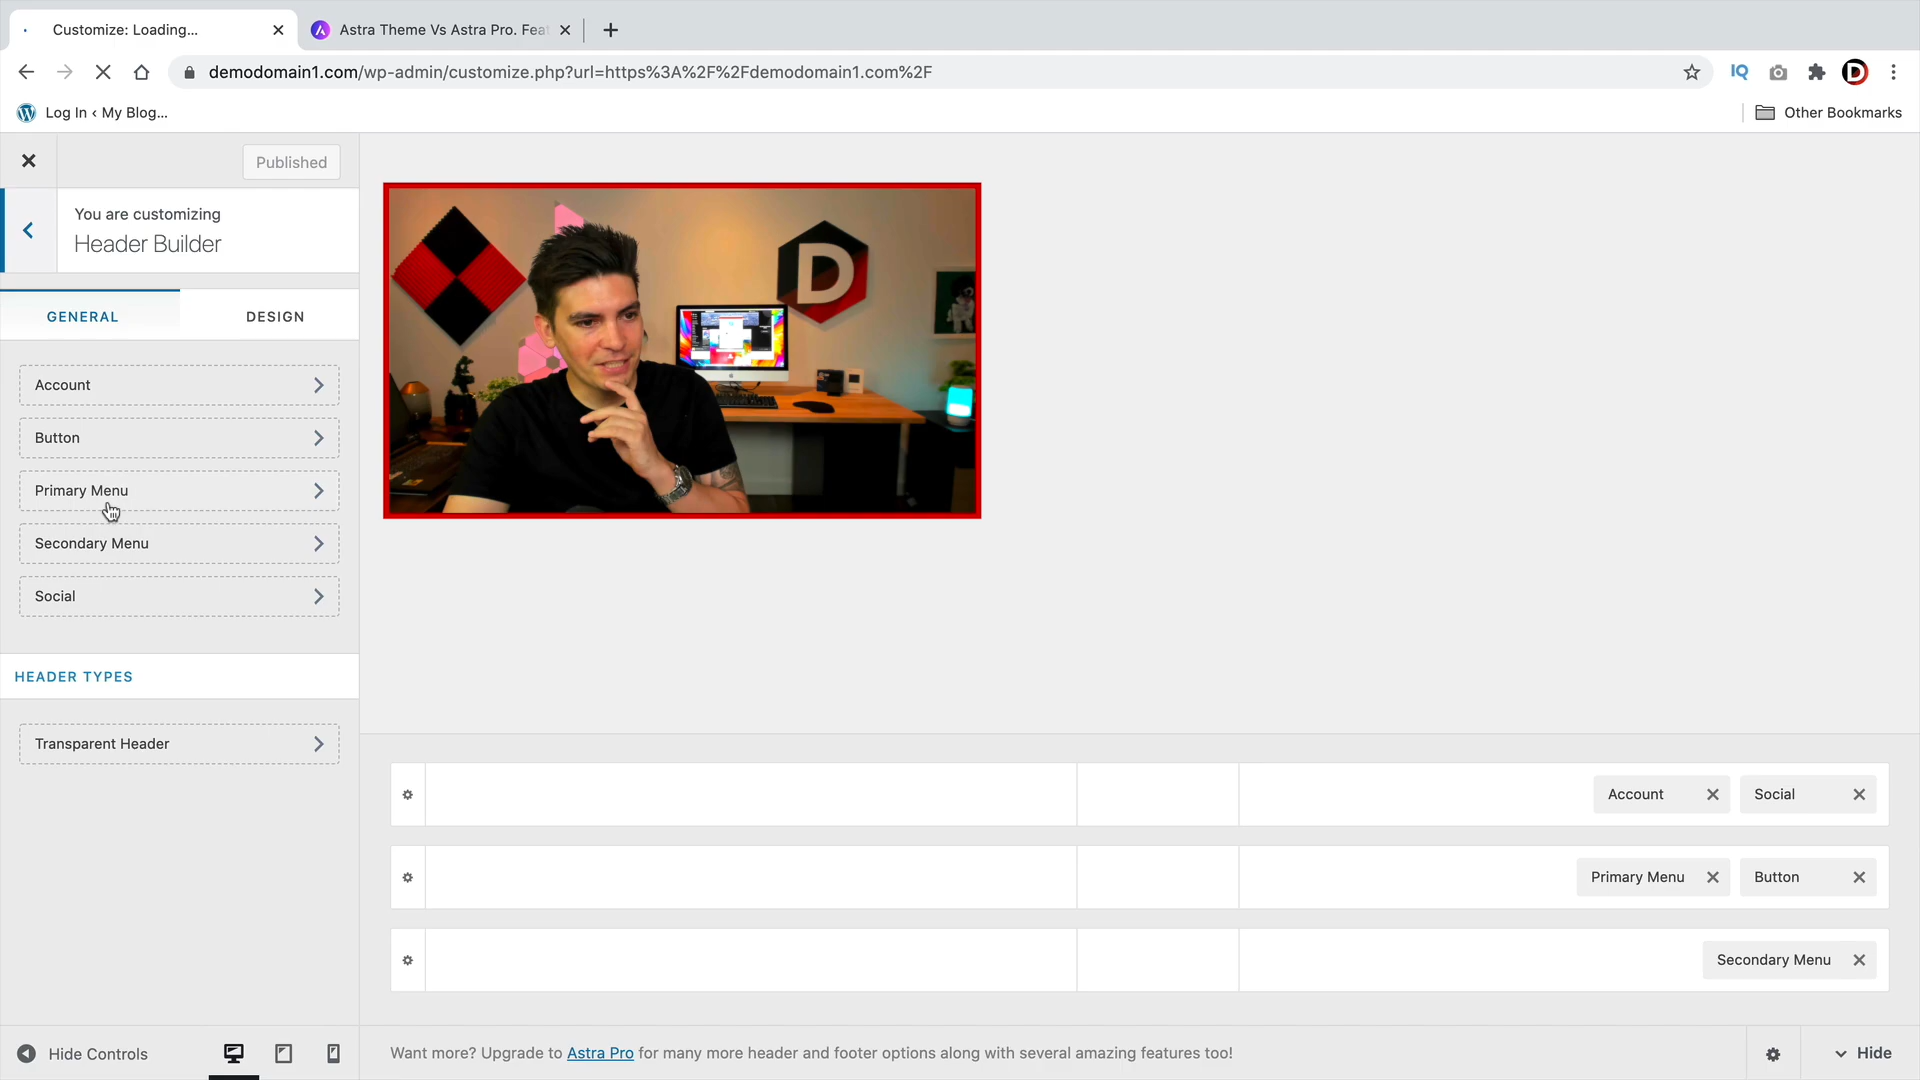 Customize: Loading...
Astra Theme Vs Astra Pro. Fea
demodomain1.com/wp-admin/customize.php?url=https%3A%2F%2Fdemodomain1.com%2F
IQ
D
Log In ‹ My Blog...
Other Bookmarks
Published
You are customizing
Header Builder
GENERAL
DESIGN
Account
Button
Primary Menu
Secondary Menu
Social
HEADER TYPES
Transparent Header
D
Account
Social
Primary Menu
Button
Secondary Menu
Hide Controls
Want more? Upgrade to Astra Pro for many more header and footer options along with several amazing features too!
Hide